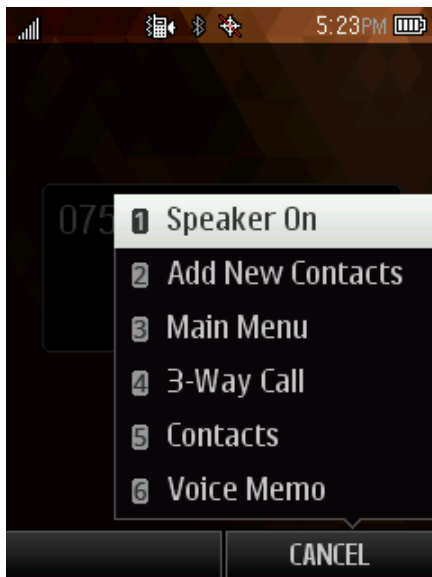 5:23PM
075
1 Speaker On
2 Add New Contacts
3 Main Menu
4 3-Way Call
5 Contacts
6 Voice Memo
CANCEL